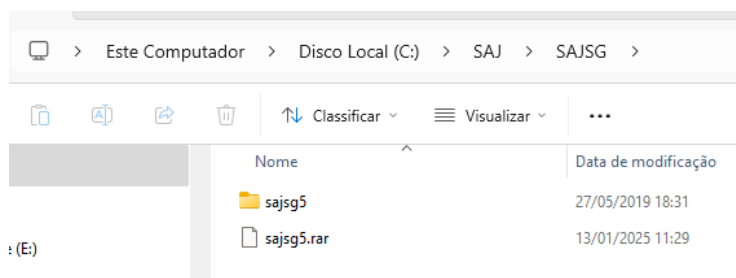 Este Computador > Disco Local (C:) > SAJ > SAJSG >
Classificar Visualizar ...
Nome Data de modificação
sajsg5 27/05/2019 18:31
sajsg5.rar 13/01/2025 11:29
(E:)